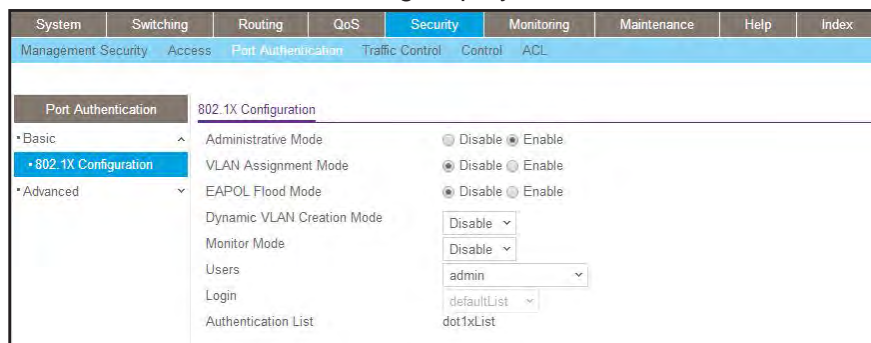 System Switching Routing QoS Security Monitoring Maintenance Help Index
Management Security Access Port Authentication Traffic Control Control ACL
Port Authentication
Basic
802.1X Configuration
Advanced
802.1X Configuration
Administrative Mode Disable Enable
VLAN Assignment Mode Disable Enable
EAPOL Flood Mode Disable Enable
Dynamic VLAN Creation Mode Disable
Monitor Mode Disable
Users admin
Login defaultList
Authentication List dot1xList